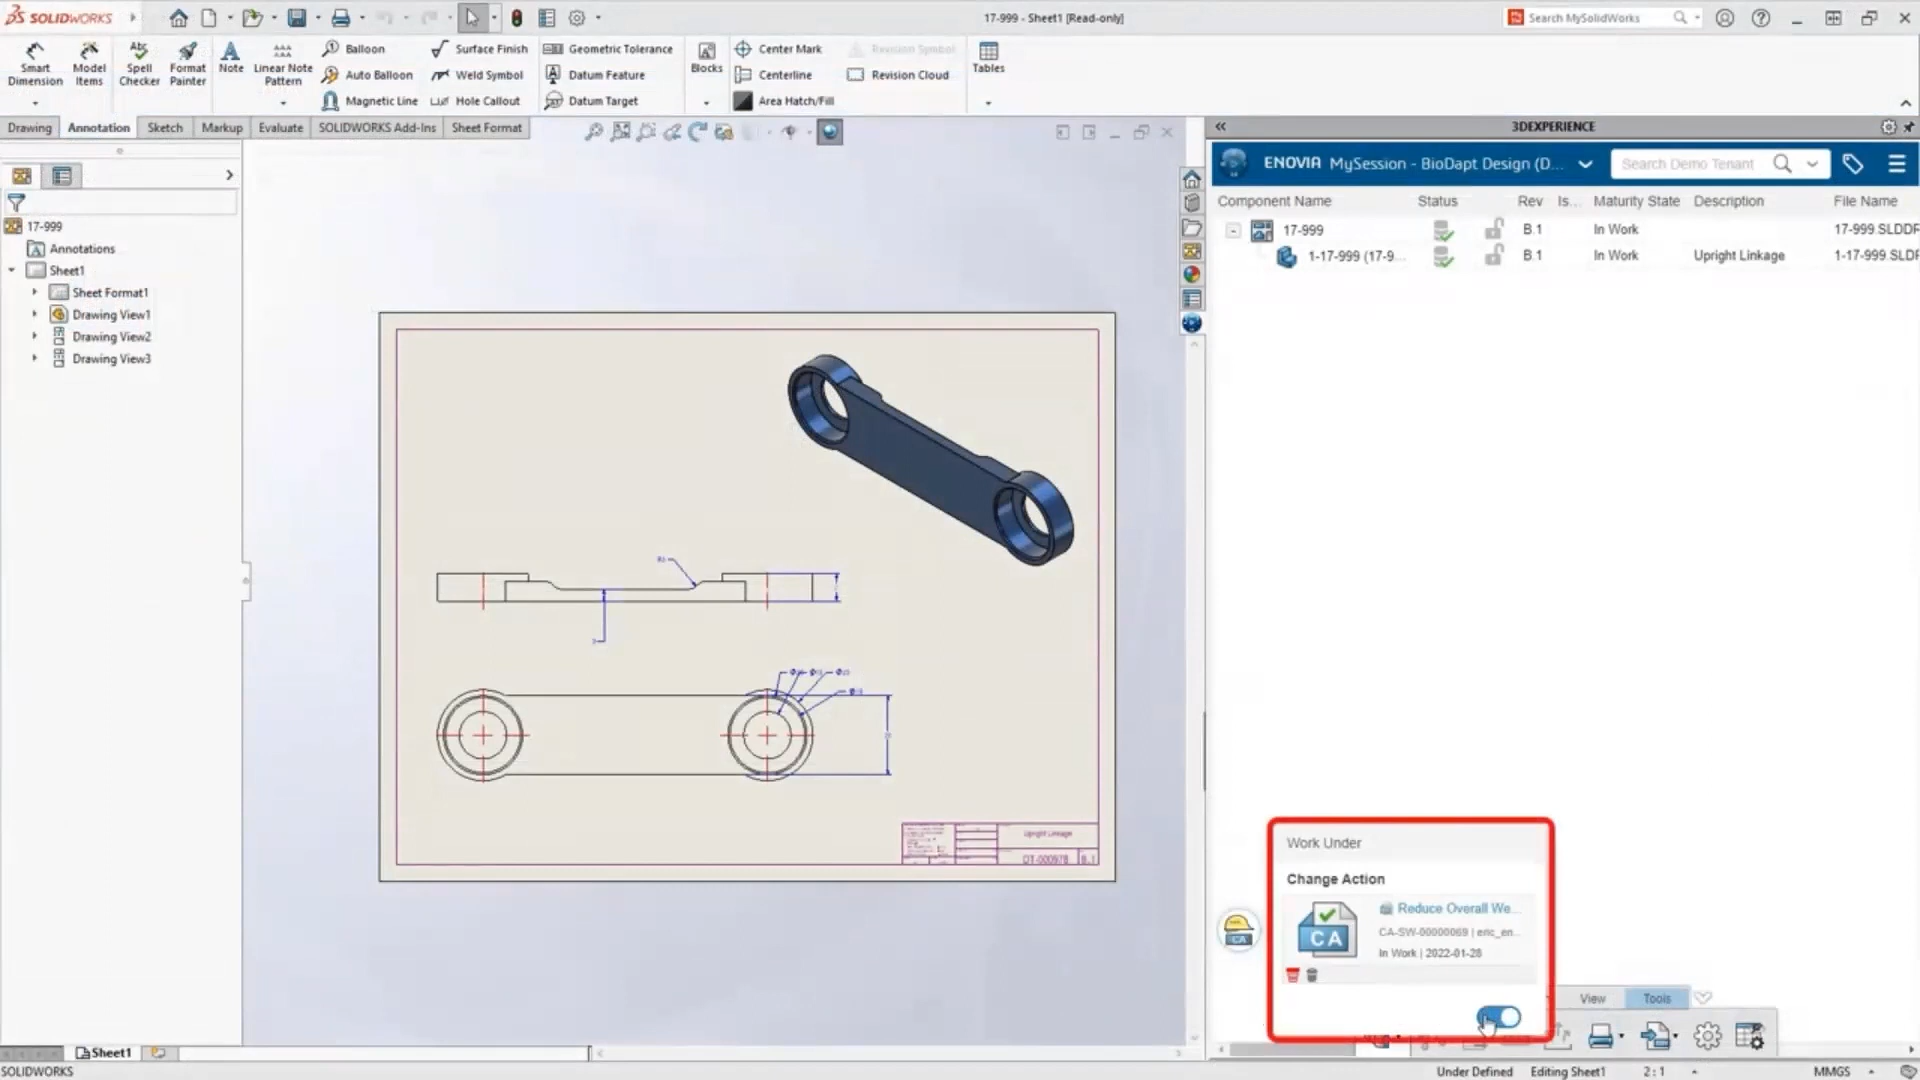 SOLIDWORKS
17-999 - Sheet1 [Read-only]
Search MySolidWorks
Smart Dimension
Model Items
Spell Checker
Format Painter
Note
Linear Note Pattern
Balloon
Auto Balloon
Magnetic Line
Surface Finish
Weld Symbol
Hole Callout
Geometric Tolerance
Datum Feature
Datum Target
Blocks
Center Mark
Centerline
Area Hatch/Fill
Revision Symbol
Revision Cloud
Tables
Drawing Annotation Sketch Markup Evaluate SOLIDWORKS Add-Ins Sheet Format
3DEXPERIENCE
ENOVIA MySession - BioDapt Design (D...
Search Demo Tenant
Component Name Status Rev Is... Maturity State Description File Name
17-999 B.1 In Work 17-999.SLDDF
1-17-999 (17-9... B.1 In Work Upright Linkage 1-17-999.SLDF
17-999
Annotations
Sheet1
Sheet Format1
Drawing View1
Drawing View2
Drawing View3
Upright Linkage
DT-000978 B.1
Work Under
Change Action
CA
Reduce Overall We...
CA-SW-00000069 | eric_en...
In Work | 2022-01-28
CA
View Tools
Sheet1
SOLIDWORKS
Under Defined Editing Sheet1 2:1 MMGS